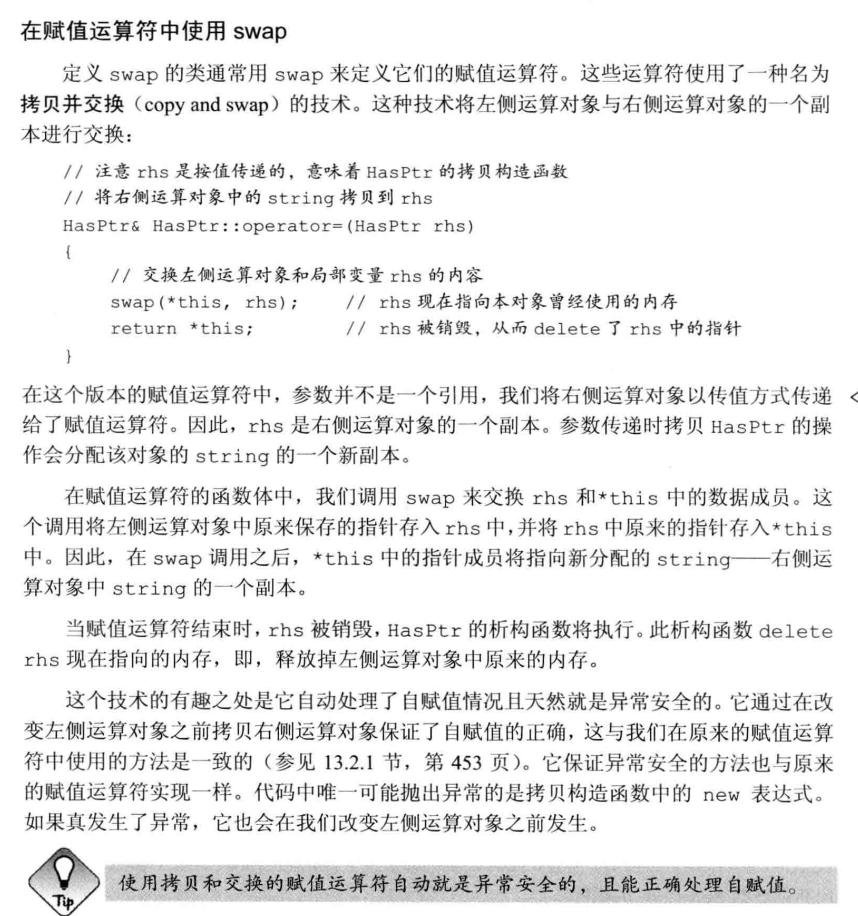 在赋值运算符中使用 swap
定义 swap 的类通常用 swap 来定义它们的赋值运算符。这些运算符使用了一种名为
拷贝并交换（copy and swap）的技术。这种技术将左侧运算对象与右侧运算对象的一个副
本进行交换：
// 注意 rhs 是按值传递的，意味着 HasPtr 的拷贝构造函数
// 将右侧运算对象中的 string 拷贝到 rhs
HasPtr& HasPtr::operator=(HasPtr rhs)
{
// 交换左侧运算对象和局部变量 rhs 的内容
swap(*this, rhs); // rhs 现在指向本对象曾经使用的内存
return *this; // rhs 被销毁，从而 delete 了 rhs 中的指针
}
在这个版本的赋值运算符中，参数并不是一个引用，我们将右侧运算对象以传值方式传递 <
给了赋值运算符。因此，rhs 是右侧运算对象的一个副本。参数传递时拷贝 HasPtr 的操
作会分配该对象的 string 的一个新副本。
在赋值运算符的函数体中，我们调用 swap 来交换 rhs 和*this 中的数据成员。这
个调用将左侧运算对象中原来保存的指针存入 rhs 中，并将 rhs 中原来的指针存入*this
中。因此，在 swap 调用之后，*this 中的指针成员将指向新分配的 string——右侧运
算对象中 string 的一个副本。
当赋值运算符结束时，rhs 被销毁，HasPtr 的析构函数将执行。此析构函数 delete
rhs 现在指向的内存，即，释放掉左侧运算对象中原来的内存。
这个技术的有趣之处是它自动处理了自赋值情况且天然就是异常安全的。它通过在改
变左侧运算对象之前拷贝右侧运算对象保证了自赋值的正确，这与我们在原来的赋值运算
符中使用的方法是一致的（参见 13.2.1 节，第 453 页）。它保证异常安全的方法也与原来
的赋值运算符实现一样。代码中唯一可能抛出异常的是拷贝构造函数中的 new 表达式。
如果真发生了异常，它也会在我们改变左侧运算对象之前发生。
Tip
使用拷贝和交换的赋值运算符自动就是异常安全的，且能正确处理自赋值。